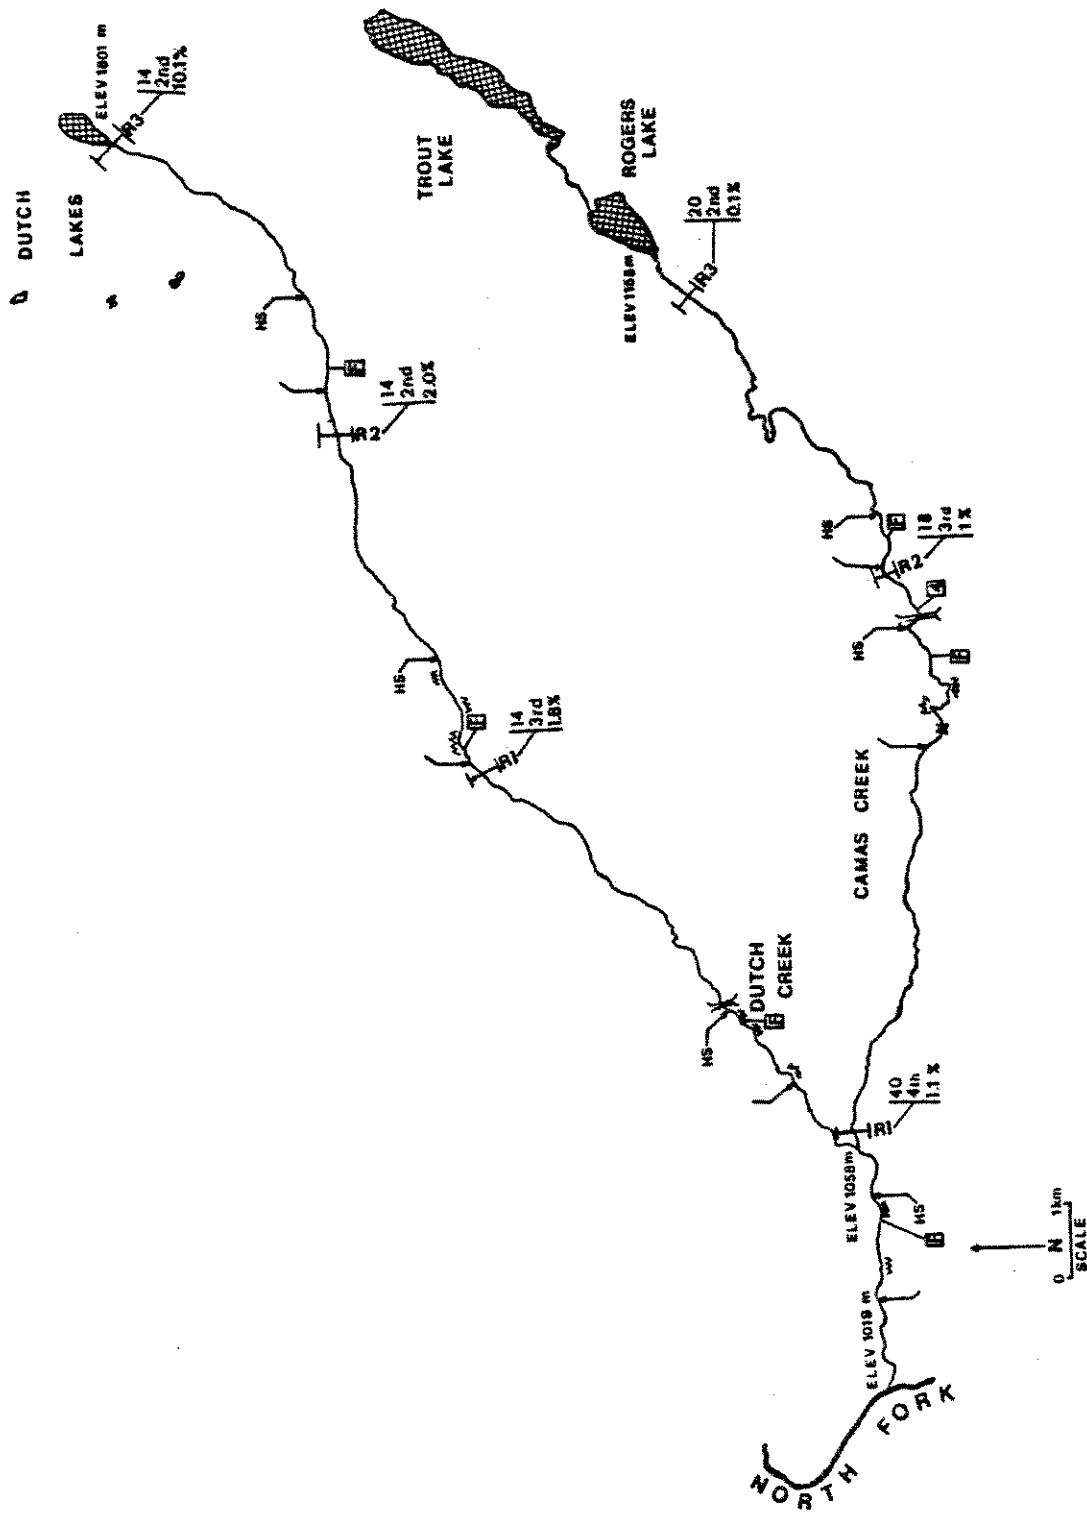 DUTCH
LAKES
ELEV 1801 m
R3
14
2nd
10.1%
TROUT
LAKE
ROGERS
LAKE
ELEV 1158m
R3
20
2nd
0.1%
HS
F
R2
14
2nd
2.0%
HS
F
R2
18
3rd
1%
HS
HS
F
R1
14
3rd
1.8%
CAMAS CREEK
HS
DUTCH
CREEK
R1
40
4th
1.1%
ELEV 1058m
HS
ELEV 1019 m
NORTH FORK
N
0 1km
SCALE